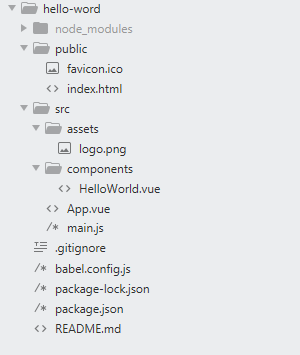 hello-word
node_modules
public
favicon.ico
index.html
src
assets
logo.png
components
HelloWorld.vue
App.vue
main.js
.gitignore
babel.config.js
package-lock.json
package.json
README.md